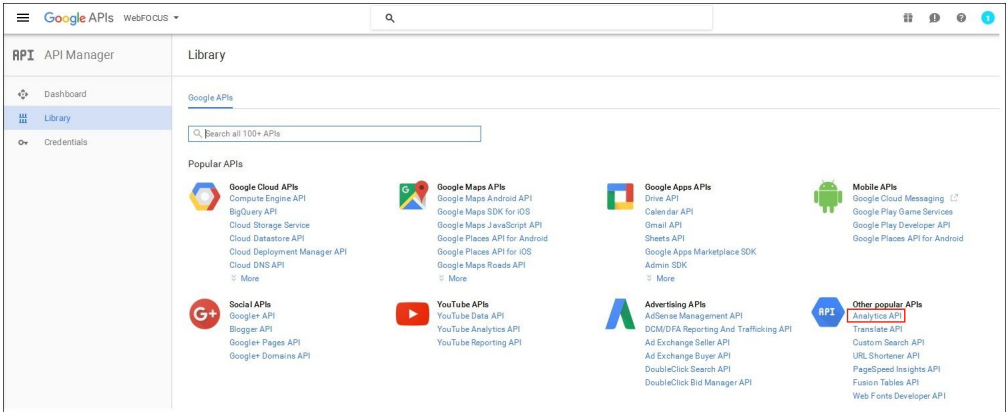 Google APIs WebFOCUS
1
API API Manager
Library
Dashboard
Library
Credentials
Google APIs
Search all 100+ APIs
Popular APIs
Google Cloud APIs
Compute Engine API
BigQuery API
Cloud Storage Service
Cloud Datastore API
Cloud Deployment Manager API
Cloud DNS API
More
G
Google Maps APIs
Google Maps Android API
Google Maps SDK for iOS
Google Maps JavaScript API
Google Places API for Android
Google Places API for iOS
Google Maps Roads API
More
Google Apps APIs
Drive API
Calendar API
Gmail API
Sheets API
Google Apps Marketplace SDK
Admin SDK
More
Mobile APIs
Google Cloud Messaging
Google Play Game Services
Google Play Developer API
Google Places API for Android
G+
Social APIs
Google+ API
Blogger API
Google+ Pages API
Google+ Domains API
YouTube APIs
YouTube Data API
YouTube Analytics API
YouTube Reporting API
Advertising APIs
AdSense Management API
DCM/DFA Reporting And Trafficking API
Ad Exchange Seller API
Ad Exchange Buyer API
DoubleClick Search API
DoubleClick Bid Manager API
API
Other popular APIs
Analytics API
Translate API
Custom Search API
URL Shortener API
PageSpeed Insights API
Fusion Tables API
Web Fonts Developer API